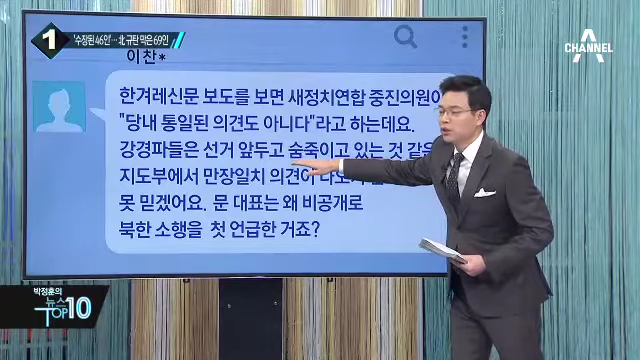 1 '수장된 46인'… 北 규탄 막은 69인
CHANNEL A
이찬*
한겨레신문 보도를 보면 새정치연합 중진의원이
"당내 통일된 의견도 아니다"라고 하는데요.
강경파들은 선거 앞두고 숨죽이고 있는 것 같은
지도부에서 만장일치 의견이
못 믿겠어요. 문 대표는 왜 비공개로
북한 소행을 첫 언급한 거죠?
박정훈의
뉴스
TOP10